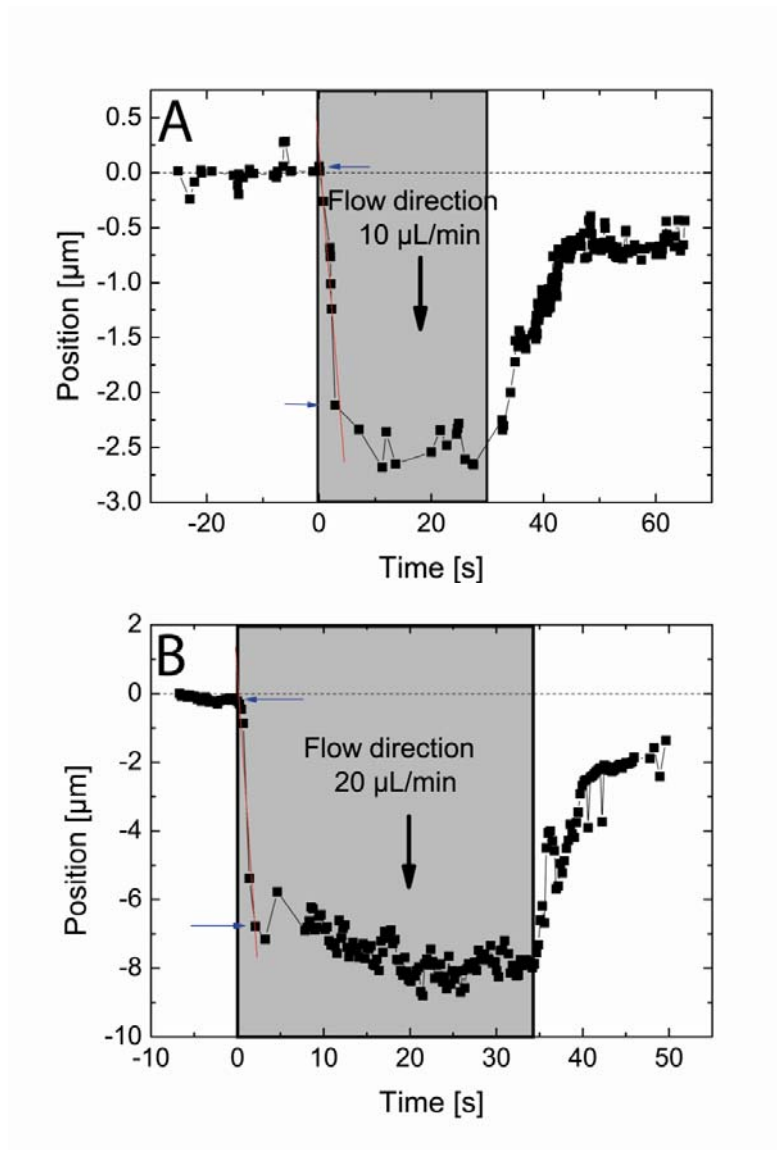 A
Position [µm]
0.5
0.0
-0.5
-1.0
-1.5
-2.0
-2.5
-3.0
Flow direction
10 µL/min
-20 0 20 40 60
Time [s]
B
Position [µm]
2
0
-2
-4
-6
-8
-10
Flow direction
20 µL/min
-10 0 10 20 30 40 50
Time [s]